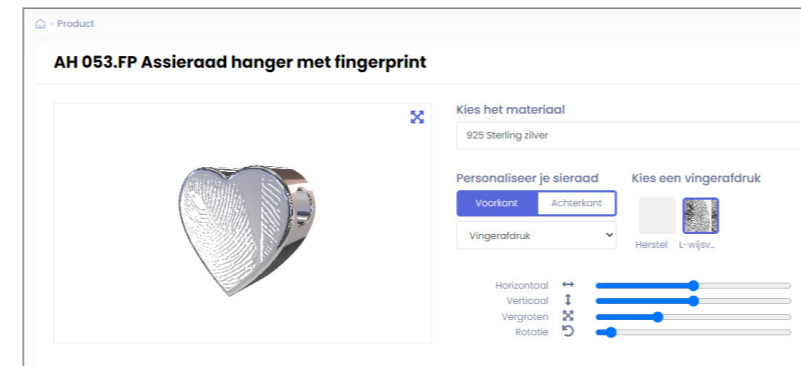 Product
AH 053.FP Assieraad hanger met fingerprint
Kies het materiaal
925 Sterling zilver
Personaliseer je sieraad
Kies een vingerafdruk
Voorkant
Achterkant
Vingerafdruk
Herstel
L-wijsv...
Horizontaal
Verticaal
Vergroten
Rotatie